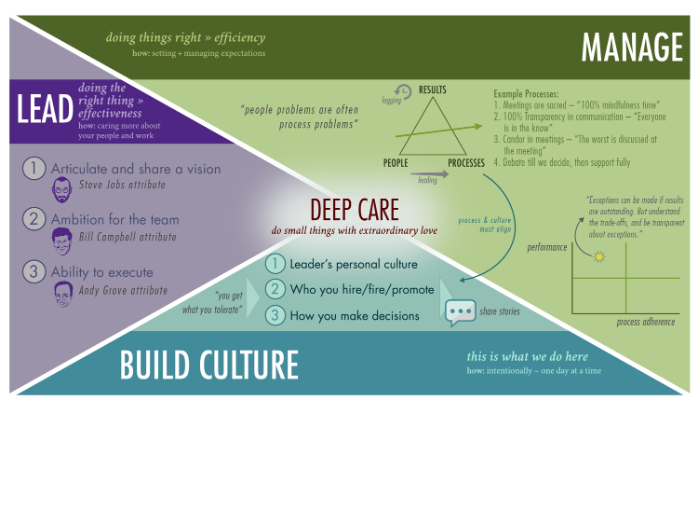 doing things right » efficiency
how: setting + managing expectations
MANAGE
LEAD
doing the
right thing »
effectiveness
how: caring more about
your people and work
1 Articulate and share a vision
Steve Jobs attribute
2 Ambition for the team
Bill Campbell attribute
3 Ability to execute
Andy Grove attribute
"people problems are often
process problems"
lagging
RESULTS
PEOPLE
PROCESSES
leading
Example Processes:
1. Meetings are sacred – "100% mindfulness time"
2. 100% Transparency in communication – "Everyone
is in the know"
3. Candor in meetings – "The worst is discussed at
the meeting"
4. Debate till we decide, then support fully
process & culture
must align
"Exceptions can be made if results
are outstanding. But understand
the trade-offs, and be transparent
about exceptions."
performance
process adherence
DEEP CARE
do small things with extraordinary love
1 Leader's personal culture
2 Who you hire/fire/promote
3 How you make decisions
"you get
what you tolerate"
share stories
BUILD CULTURE
this is what we do here
how: intentionally – one day at a time